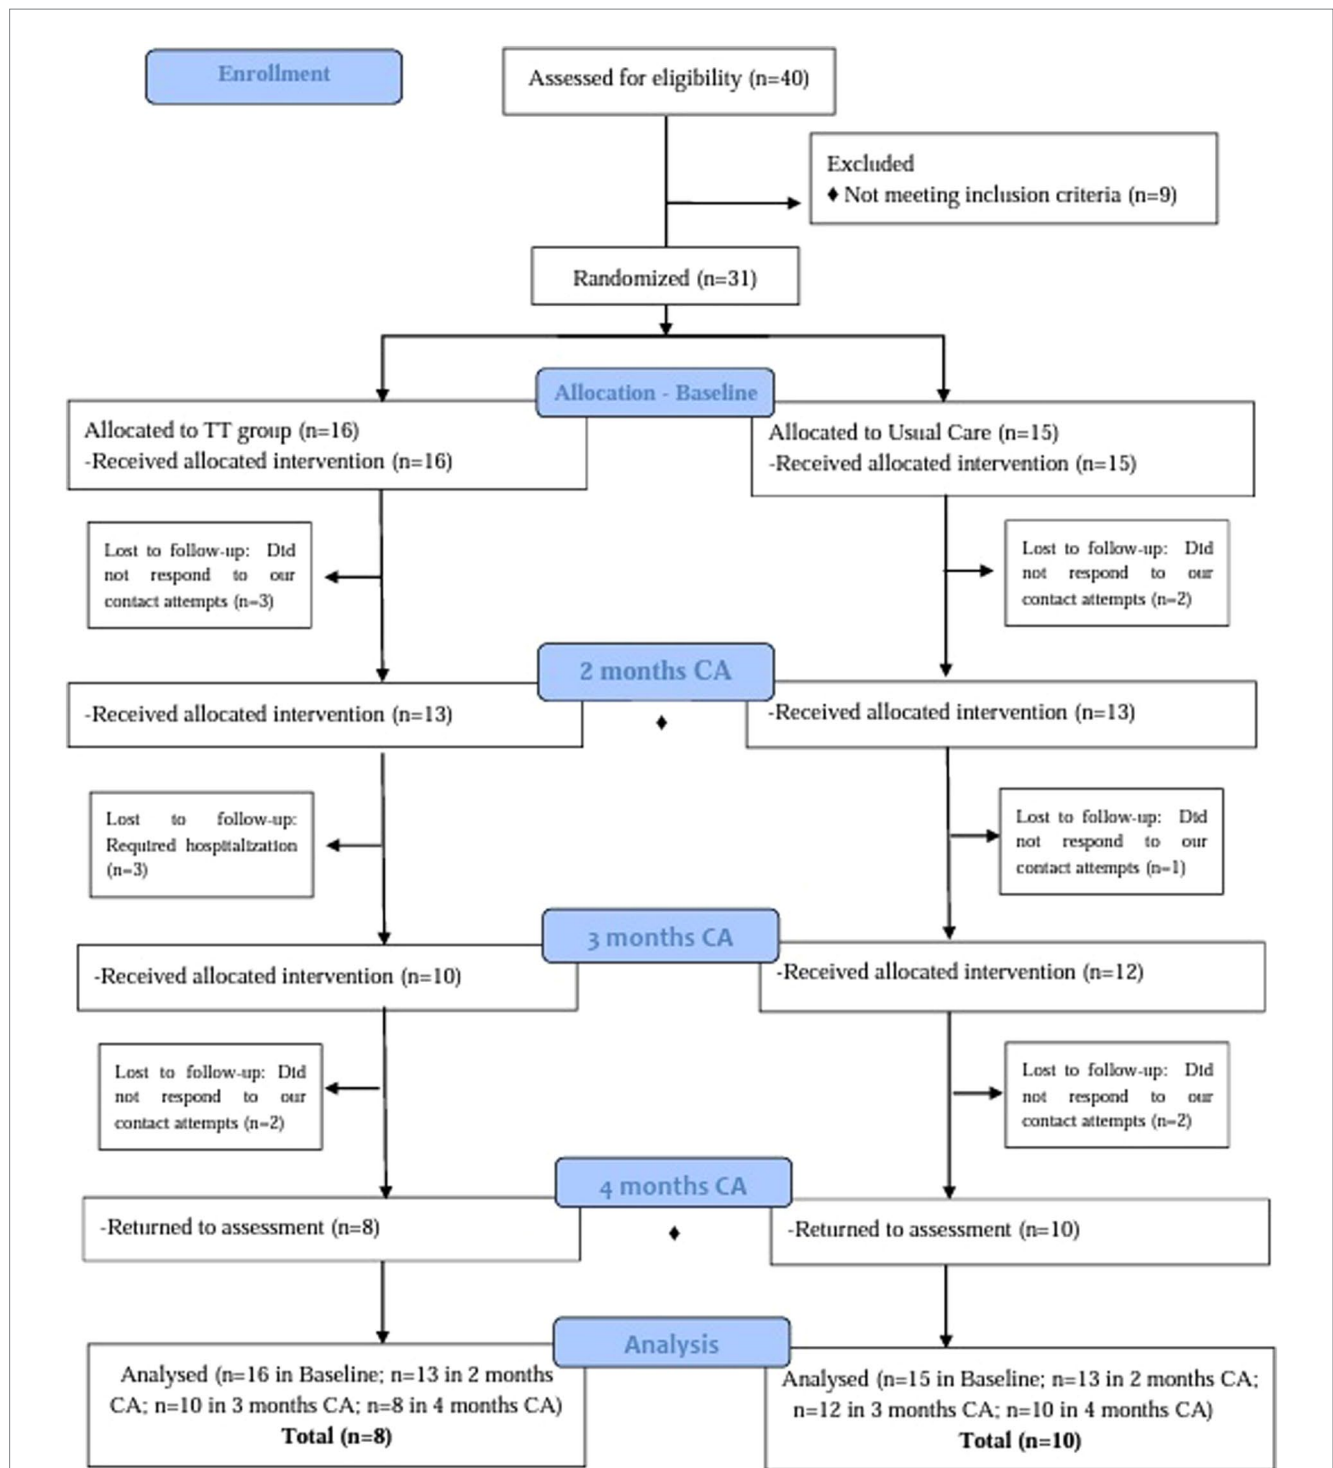 Enrollment
Assessed for eligibility (n=40)
Excluded
♦ Not meeting inclusion criteria (n=9)
Randomized (n=31)
Allocation - Baseline
Allocated to TT group (n=16)
-Received allocated intervention (n=16)
Allocated to Usual Care (n=15)
-Received allocated intervention (n=15)
Lost to follow-up: Did
not respond to our
contact attempts (n=3)
Lost to follow-up: Did
not respond to our
contact attempts (n=2)
2 months CA
-Received allocated intervention (n=13)
♦
-Received allocated intervention (n=13)
Lost to follow-up:
Required hospitalization
(n=3)
Lost to follow-up: Did
not respond to our
contact attempts (n=1)
3 months CA
-Received allocated intervention (n=10)
-Received allocated intervention (n=12)
Lost to follow-up: Did
not respond to our
contact attempts (n=2)
Lost to follow-up: Did
not respond to our
contact attempts (n=2)
4 months CA
-Returned to assessment (n=8)
♦
-Returned to assessment (n=10)
Analysis
Analysed (n=16 in Baseline; n=13 in 2 months
CA; n=10 in 3 months CA; n=8 in 4 months CA)
Total (n=8)
Analysed (n=15 in Baseline; n=13 in 2 months CA;
n=12 in 3 months CA; n=10 in 4 months CA)
Total (n=10)